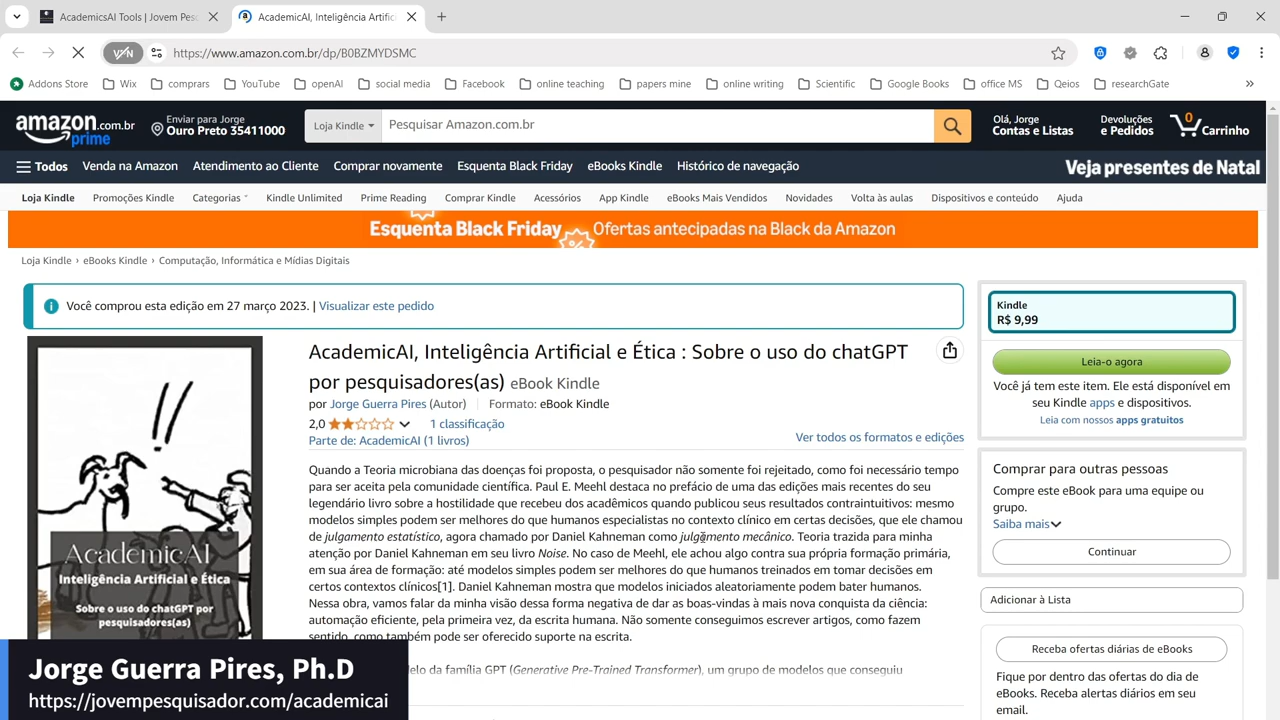 AcademicsAI Tools | Jovem Pes
AcademicAI, Inteligência Artific
https://www.amazon.com.br/dp/B0BZMYDSMC
Addons Store
Wix
comprars
YouTube
openAI
social media
Facebook
online teaching
papers mine
online writing
Scientific
Google Books
office MS
Qeios
researchGate
amazon.com.br
prime
Enviar para Jorge
Ouro Preto 35411000
Loja Kindle
Pesquisar Amazon.com.br
Olá, Jorge
Contas e Listas
Devoluções
e Pedidos
0
Carrinho
Todos
Venda na Amazon
Atendimento ao Cliente
Comprar novamente
Esquenta Black Friday
eBooks Kindle
Histórico de navegação
Veja presentes de Natal
Loja Kindle
Promoções Kindle
Categorias
Kindle Unlimited
Prime Reading
Comprar Kindle
Acessórios
App Kindle
eBooks Mais Vendidos
Novidades
Volta às aulas
Dispositivos e conteúdo
Ajuda
Esquenta Black Friday
Ofertas antecipadas na Black da Amazon
Loja Kindle › eBooks Kindle › Computação, Informática e Mídias Digitais
Você comprou esta edição em 27 março 2023. | Visualizar este pedido
AcademicAI, Inteligência Artificial e Ética : Sobre o uso do chatGPT
por pesquisadores(as) eBook Kindle
por Jorge Guerra Pires (Autor)
Formato: eBook Kindle
2,0
1 classificação
Parte de: AcademicAI (1 livros)
Ver todos os formatos e edições
Quando a Teoria microbiana das doenças foi proposta, o pesquisador não somente foi rejeitado, como foi necessário tempo
para ser aceita pela comunidade científica. Paul E. Meehl destaca no prefácio de uma das edições mais recentes do seu
legendário livro sobre a hostilidade que recebeu dos acadêmicos quando publicou seus resultados contraintuitivos: mesmo
modelos simples podem ser melhores do que humanos especialistas no contexto clínico em certas decisões, que ele chamou
de julgamento estatístico, agora chamado por Daniel Kahneman como julgamento mecânico. Teoria trazida para minha
atenção por Daniel Kahneman em seu livro Noise. No caso de Meehl, ele achou algo contra sua própria formação primária,
em sua área de formação: até modelos simples podem ser melhores do que humanos treinados em tomar decisões em
certos contextos clínicos[1]. Daniel Kahneman mostra que modelos iniciados aleatoriamente podem bater humanos.
Nessa obra, vamos falar da minha visão dessa forma negativa de dar as boas-vindas à mais nova conquista da ciência:
automação eficiente, pela primeira vez, da escrita humana. Não somente conseguimos escrever artigos, como fazem
sentido, como também pode ser oferecido suporte na escrita.
elo da família GPT (Generative Pre-Trained Transformer), um grupo de modelos que conseguiu
AcademicAI
Inteligência Artificial e Ética
Sobre o uso do chatGPT por
pesquisadores(as)
Kindle
R$ 9,99
Leia-o agora
Você já tem este item. Ele está disponível em
seu Kindle apps e dispositivos.
Leia com nossos apps gratuitos
Comprar para outras pessoas
Compre este eBook para uma equipe ou
grupo.
Saiba mais
Continuar
Adicionar à Lista
Receba ofertas diárias de eBooks
Fique por dentro das ofertas do dia de
eBooks. Receba alertas diários em seu
email.
Jorge Guerra Pires, Ph.D
https://jovempesquisador.com/academicai